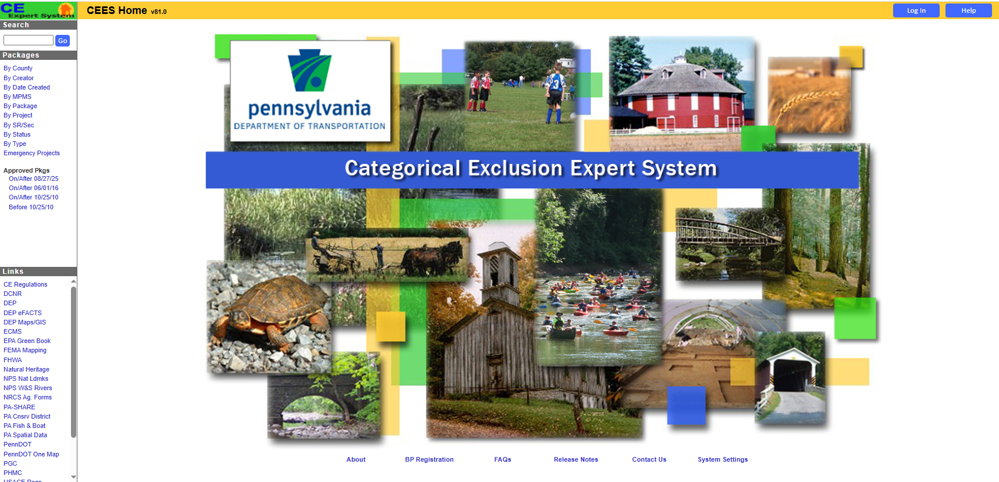 CE
Expert System
CEES Home v81.0
Log In
Help
Search
Go
Packages
By County
By Creator
By Date Created
By MPMS
By Package
By Project
By SR/Sec
By Status
By Type
Emergency Projects
Approved Pkgs
On/After 08/27/25
On/After 06/01/16
On/After 10/25/10
Before 10/25/10
Links
CE Regulations
DCNR
DEP
DEP eFACTS
DEP Maps/GIS
ECMS
EPA Green Book
FEMA Mapping
FHWA
Natural Heritage
NPS Nat Ldmks
NPS W&S Rivers
NRCS Ag. Forms
PA-SHARE
PA Cnsrv District
PA Fish & Boat
PA Spatial Data
PennDOT
PennDOT One Map
PGC
PHMC
pennsylvania
DEPARTMENT OF TRANSPORTATION
23
Categorical Exclusion Expert System
About
BP Registration
FAQs
Release Notes
Contact Us
System Settings